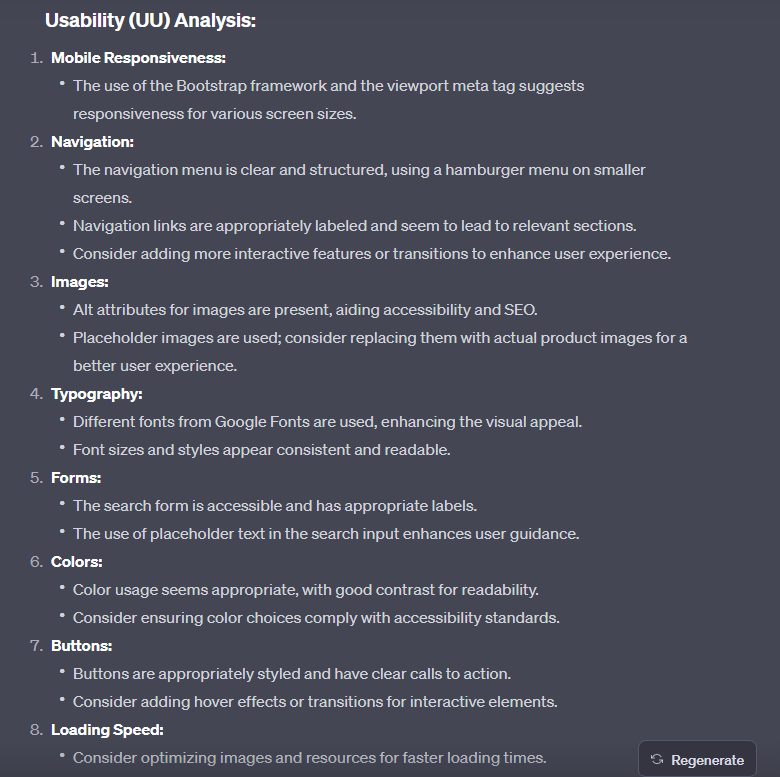 Usability (UU) Analysis:
1. Mobile Responsiveness:
• The use of the Bootstrap framework and the viewport meta tag suggests
responsiveness for various screen sizes.
2. Navigation:
• The navigation menu is clear and structured, using a hamburger menu on smaller
screens.
• Navigation links are appropriately labeled and seem to lead to relevant sections.
• Consider adding more interactive features or transitions to enhance user experience.
3. Images:
• Alt attributes for images are present, aiding accessibility and SEO.
• Placeholder images are used; consider replacing them with actual product images for a
better user experience.
4. Typography:
• Different fonts from Google Fonts are used, enhancing the visual appeal.
• Font sizes and styles appear consistent and readable.
5. Forms:
• The search form is accessible and has appropriate labels.
• The use of placeholder text in the search input enhances user guidance.
6. Colors:
• Color usage seems appropriate, with good contrast for readability.
• Consider ensuring color choices comply with accessibility standards.
7. Buttons:
• Buttons are appropriately styled and have clear calls to action.
• Consider adding hover effects or transitions for interactive elements.
8. Loading Speed:
• Consider optimizing images and resources for faster loading times.
Regenerate